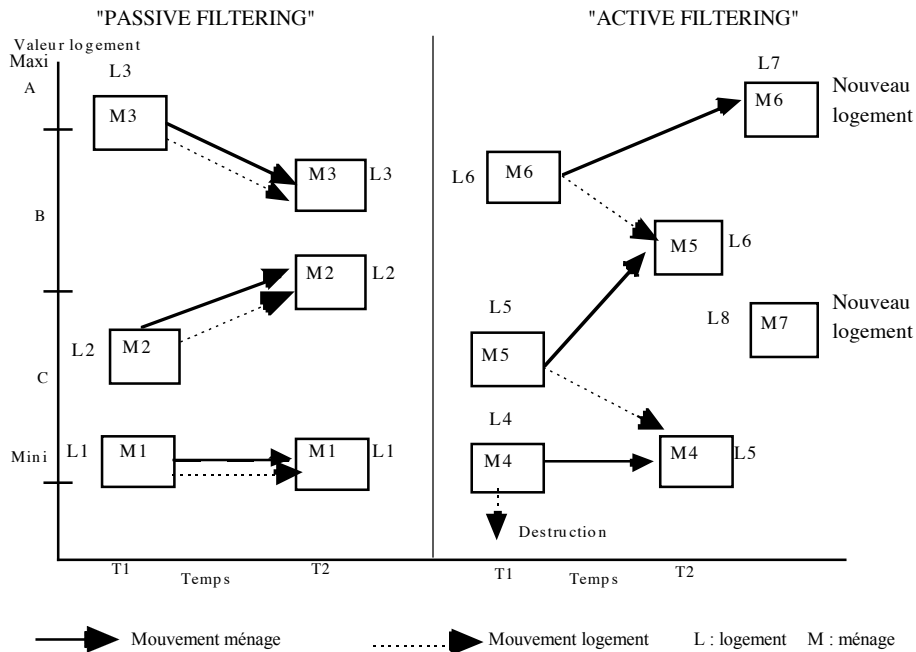 "PASSIVE FILTERING"
"ACTIVE FILTERING"
Valeur logement
Maxi
A
B
C
Mini
L3
M3
M3
L3
M2
L2
L2
M2
L1
M1
M1
L1
T1
Temps
T2
L7
M6
Nouveau
logement
L6
M6
M5
L6
L5
M5
L8
M7
Nouveau
logement
L4
M4
M4
L5
Destruction
T1
Temps
T2
Mouvement ménage
Mouvement logement
L : logement
M : ménage